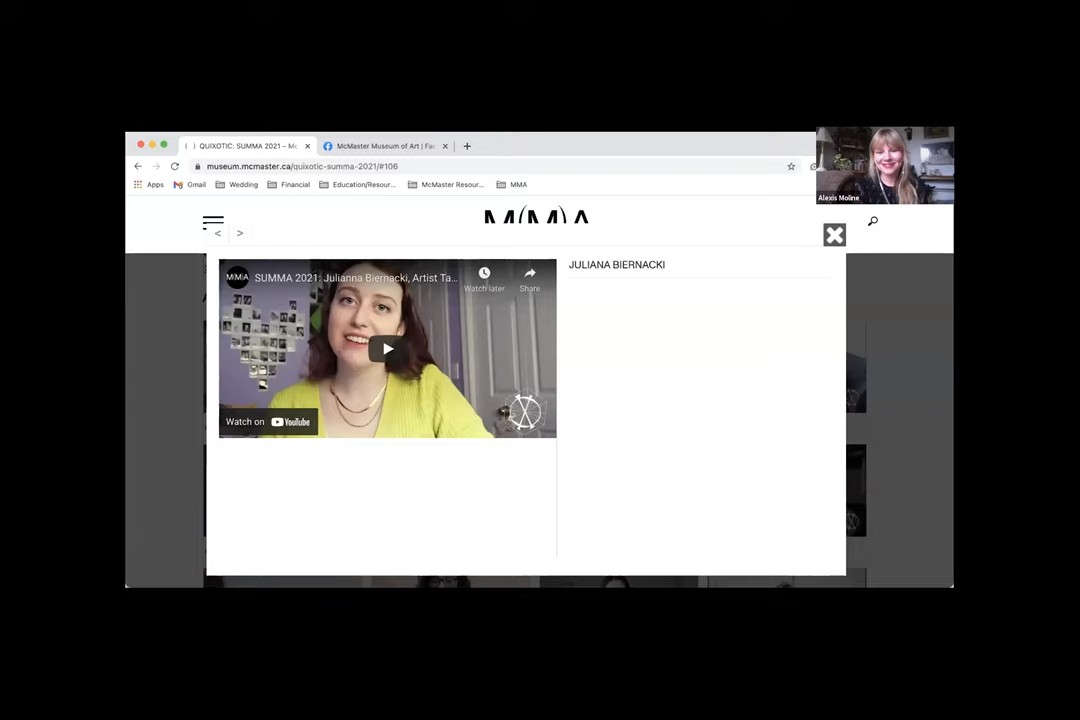 QUIXOTIC: SUMMA 2021 – Mc
McMaster Museum of Art | Fac
museum.mcmaster.ca/quixotic-summa-2021/#106
Apps Gmail Wedding Financial Education/Resour... McMaster Resour... MMA
Alexis Moline
M(M)A
< >
JULIANA BIERNACKI
M(M)A SUMMA 2021: Julianna Biernacki, Artist Ta...
Watch later Share
Watch on YouTube